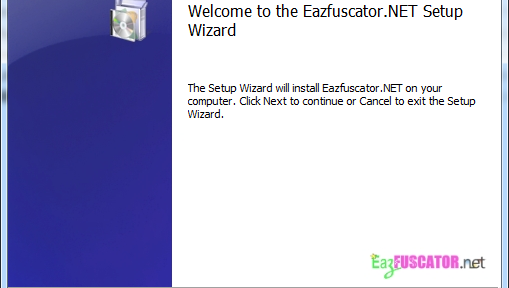 Welcome to the Eazfuscator.NET Setup
Wizard
The Setup Wizard will install Eazfuscator.NET on your
computer. Click Next to continue or Cancel to exit the Setup
Wizard.
EazFUSCATOR.net